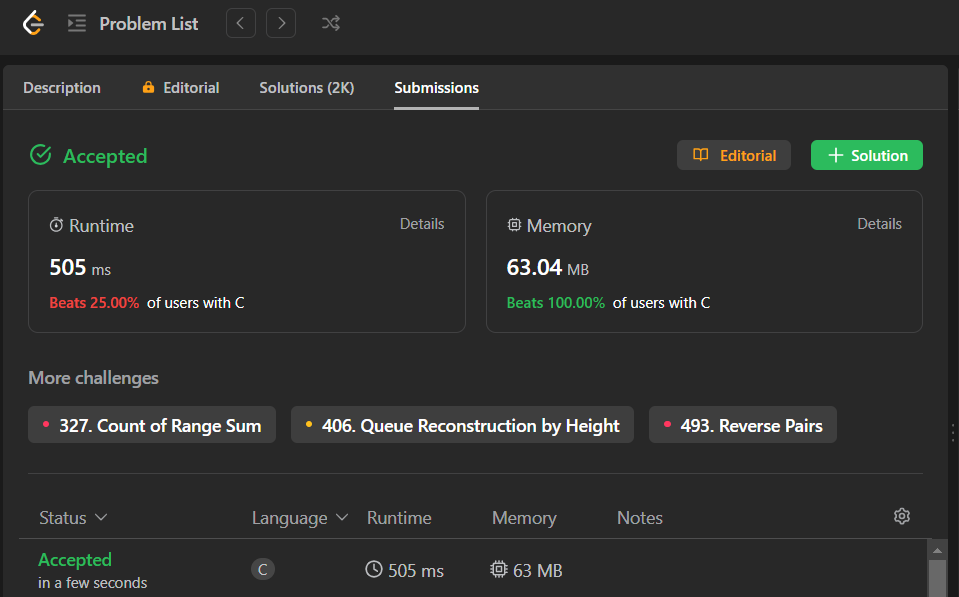 Problem List
Description Editorial Solutions (2K) Submissions
Accepted Editorial + Solution
Runtime Details
505 ms
Beats 25.00% of users with C
Memory Details
63.04 MB
Beats 100.00% of users with C
More challenges
327. Count of Range Sum 406. Queue Reconstruction by Height 493. Reverse Pairs
Status Language Runtime Memory Notes
Accepted C 505 ms 63 MB
in a few seconds